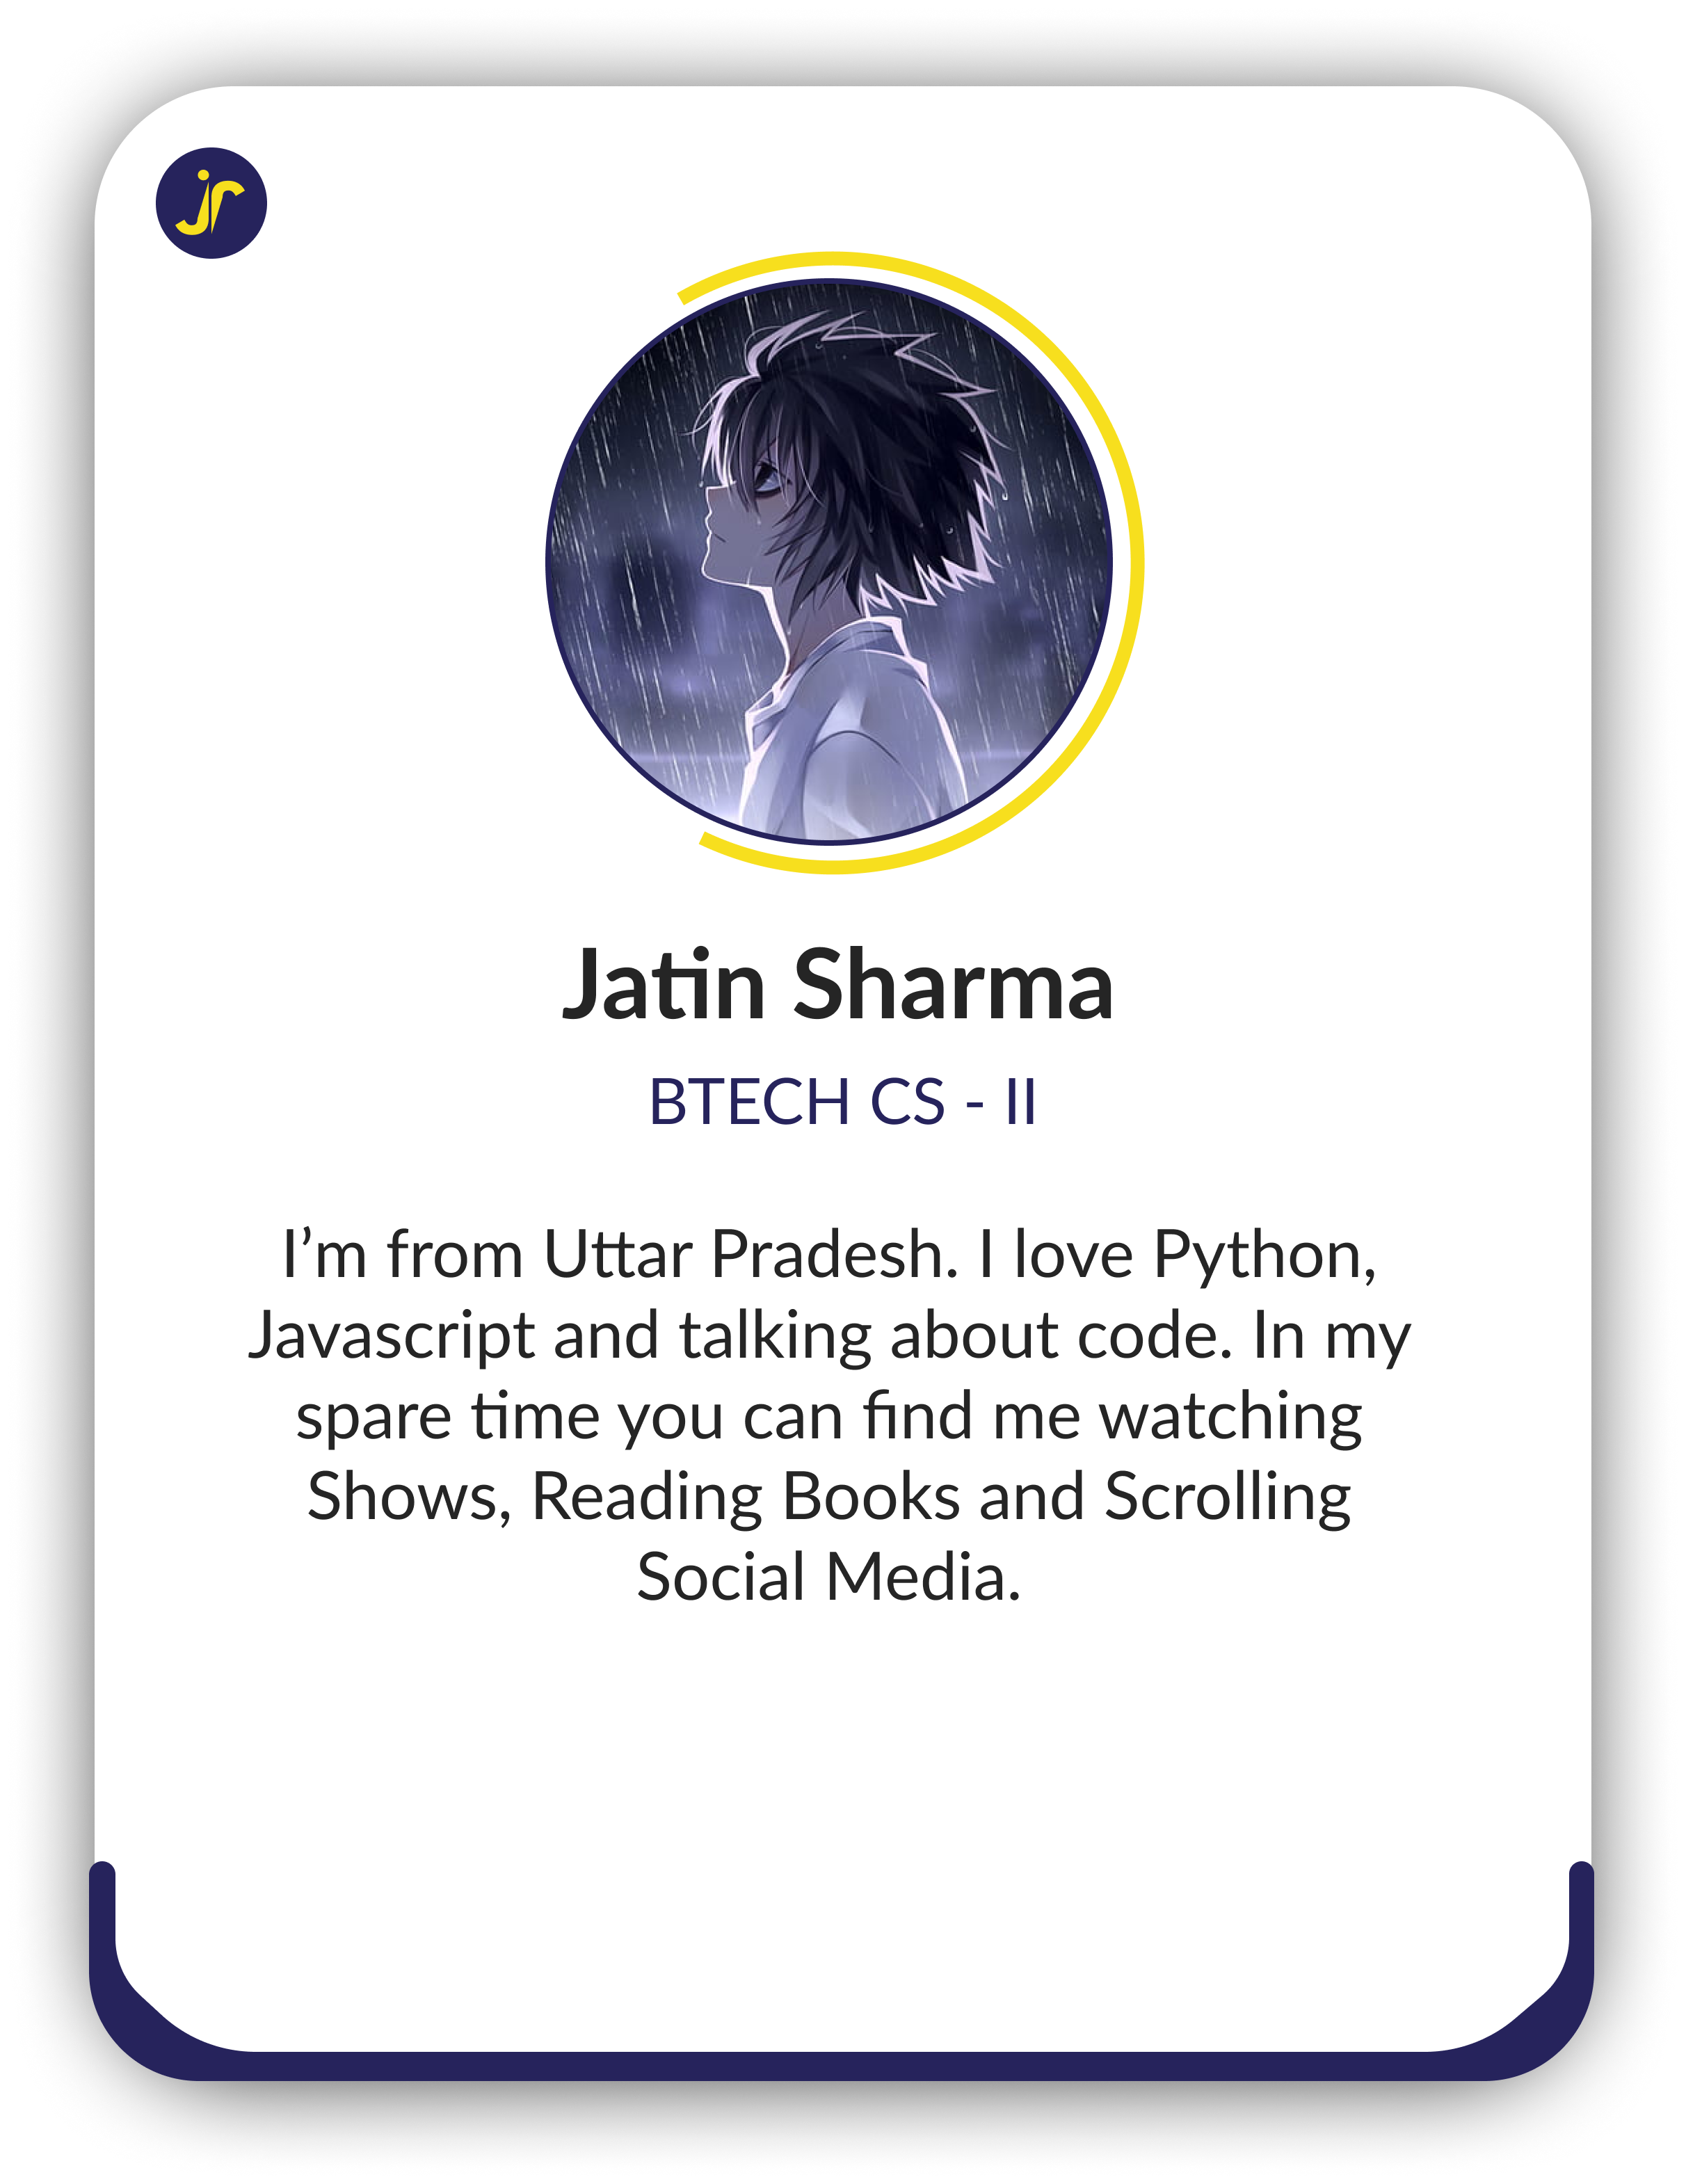 Jatin Sharma
BTECH CS - II
I’m from Uttar Pradesh. I love Python,
Javascript and talking about code. In my
spare time you can find me watching
Shows, Reading Books and Scrolling
Social Media.